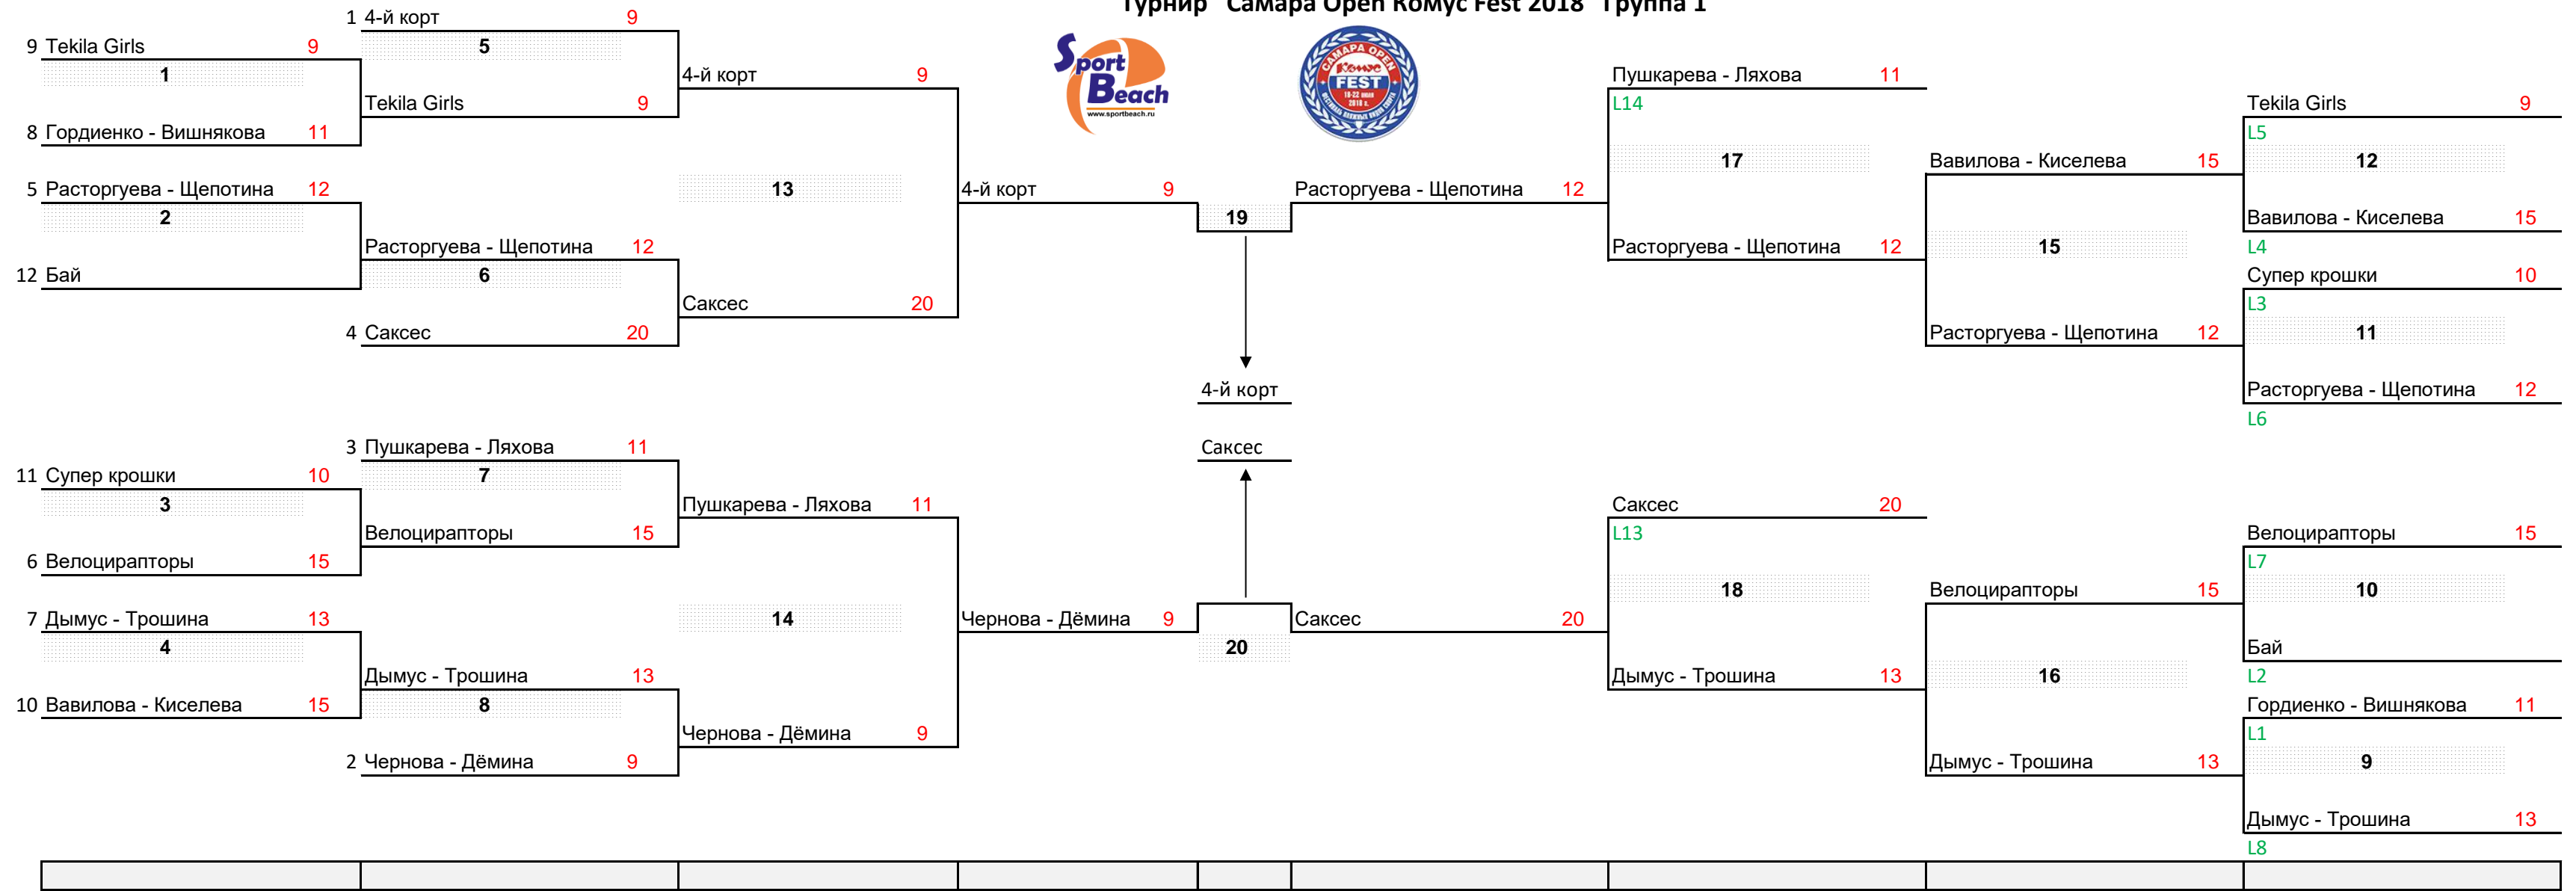 Турнир "Самара Open Комус Fest 2018" Группа 1
1 4-й корт 9
9 Tekila Girls 9
5
1
4-й корт 9
Tekila Girls 9
8 Гордиенко - Вишнякова 11
5 Расторгуева - Щепотина 12
2
13
4-й корт 9
Расторгуева - Щепотина 12
12 Бай
6
Саксес 20
4 Саксес 20
Sport
Beach
www.sportbeach.ru
САМАРА OPEN
Комус
FEST
18-22 июля
2018 г.
19
Расторгуева - Щепотина 12
4-й корт
Пушкарева - Ляхова 11
L14
17
Расторгуева - Щепотина 12
Вавилова - Киселева 15
15
Расторгуева - Щепотина 12
Tekila Girls 9
L5
12
Вавилова - Киселева 15
L4
Супер крошки 10
L3
11
Расторгуева - Щепотина 12
L6
3 Пушкарева - Ляхова 11
11 Супер крошки 10
7
3
Пушкарева - Ляхова 11
Велоцирапторы 15
6 Велоцирапторы 15
7 Дымус - Трошина 13
4
14
Чернова - Дёмина 9
Дымус - Трошина 13
10 Вавилова - Киселева 15
8
Чернова - Дёмина 9
2 Чернова - Дёмина 9
Саксес
20
Саксес 20
Саксес 20
L13
18
Дымус - Трошина 13
Велоцирапторы 15
16
Дымус - Трошина 13
Велоцирапторы 15
L7
10
Бай
L2
Гордиенко - Вишнякова 11
L1
9
Дымус - Трошина 13
L8